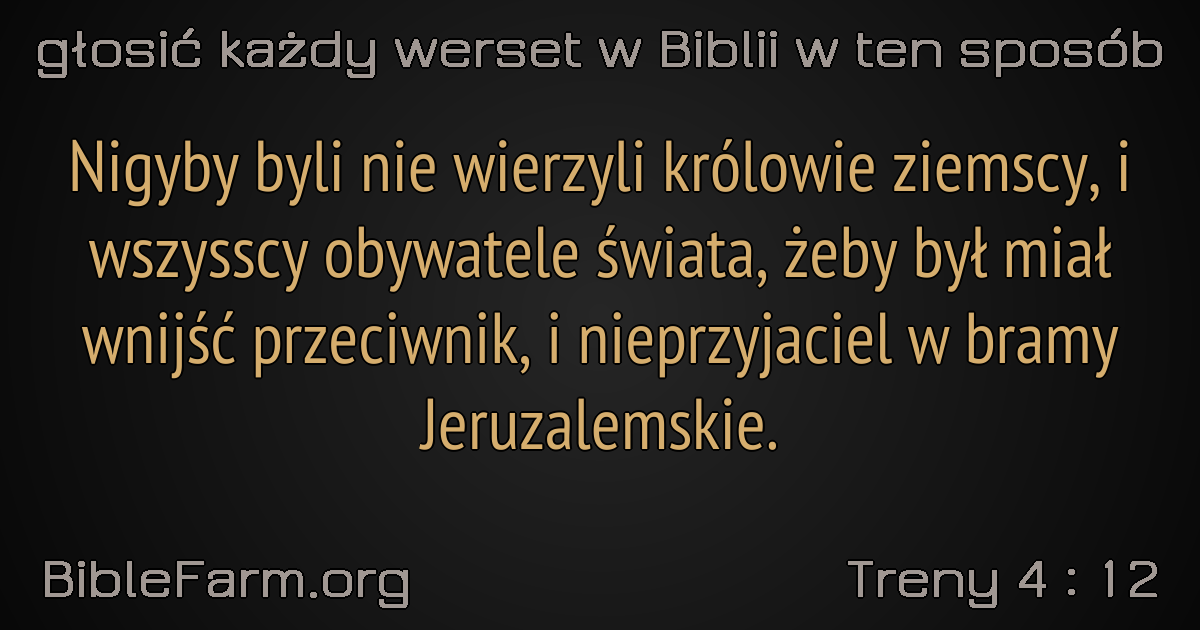 głosić każdy werset w Biblii w ten sposób
Nigyby byli nie wierzyli królowie ziemscy, i
wszysscy obywatele świata, żeby był miał
wnijść przeciwnik, i nieprzyjaciel w bramy
Jeruzalemskie.
BibleFarm.org
Treny 4 : 12